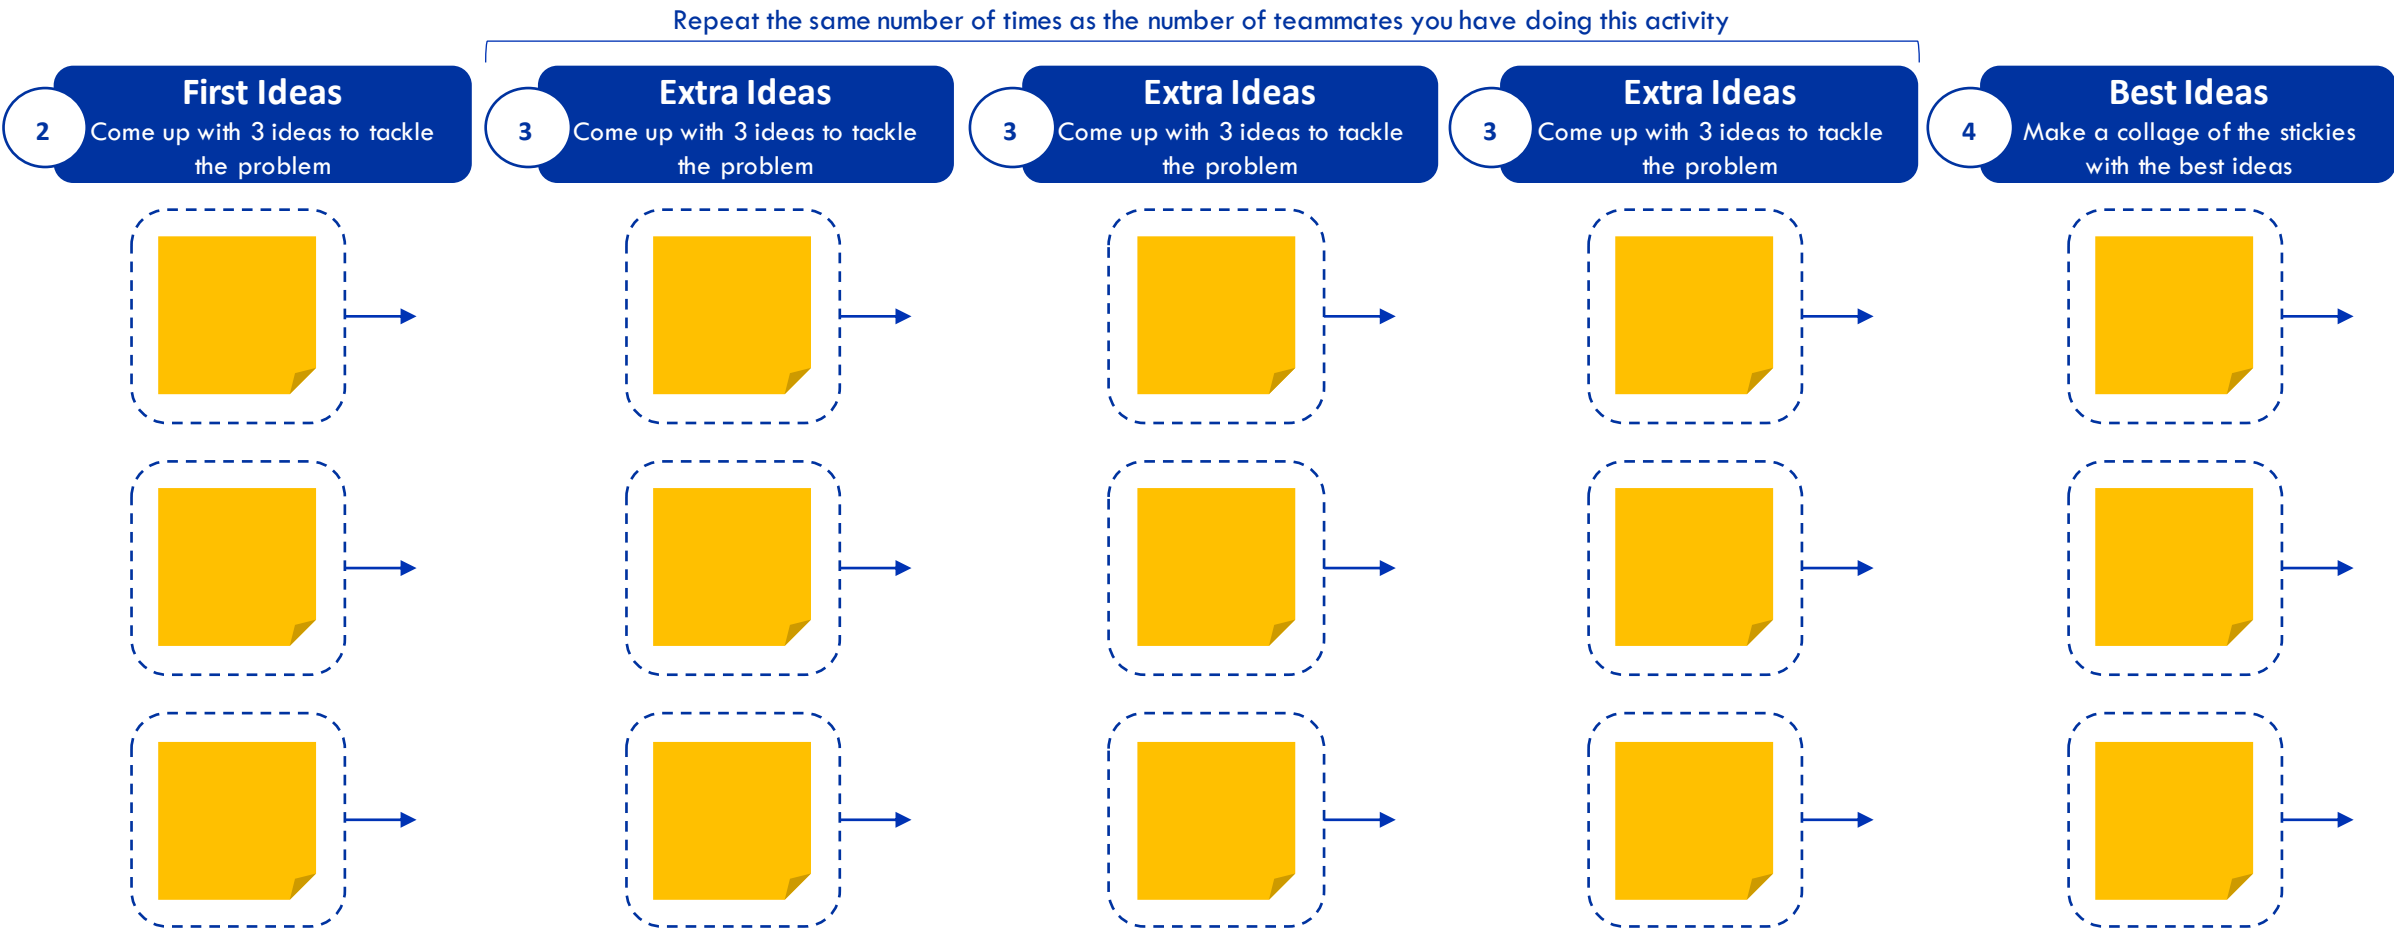 Repeat the same number of times as the number of teammates you have doing this activity
2
First Ideas
Come up with 3 ideas to tackle
the problem
3
Extra Ideas
Come up with 3 ideas to tackle
the problem
3
Extra Ideas
Come up with 3 ideas to tackle
the problem
3
Extra Ideas
Come up with 3 ideas to tackle
the problem
4
Best Ideas
Make a collage of the stickies
with the best ideas